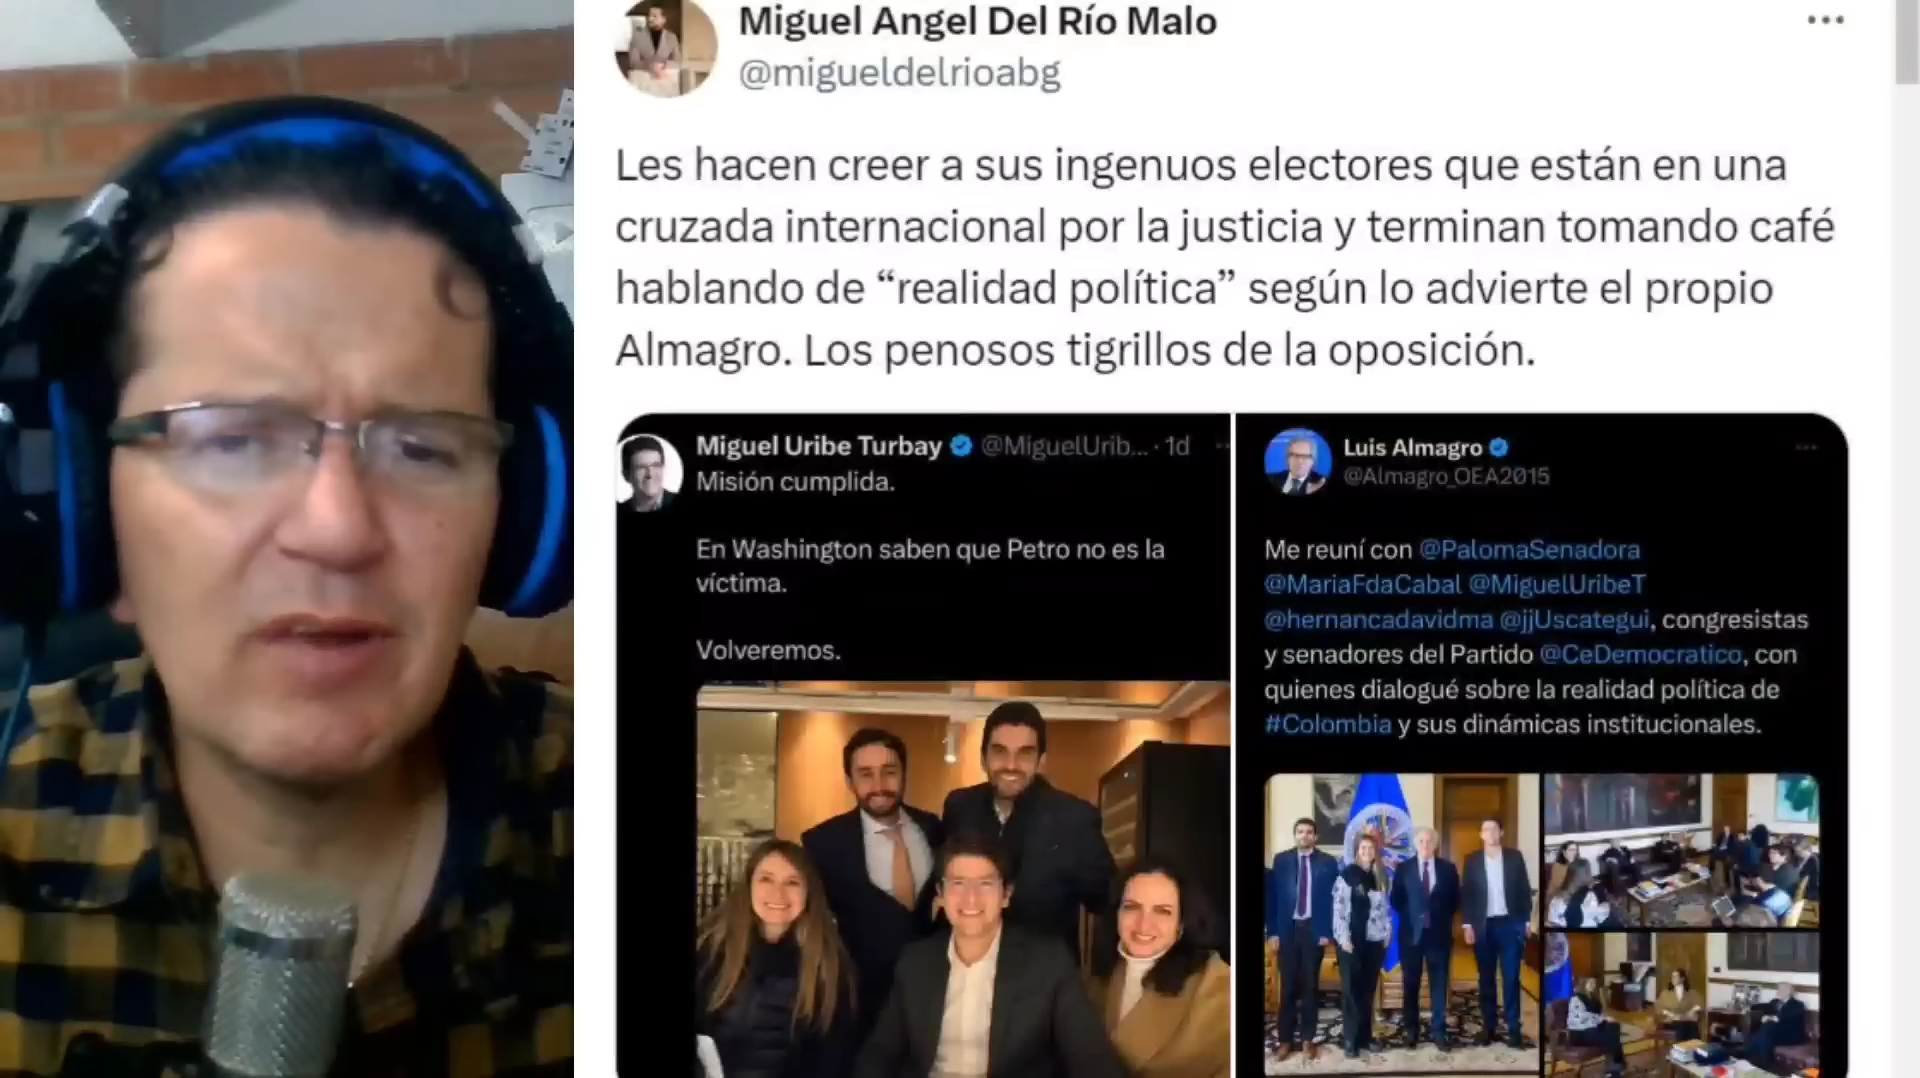 Miguel Angel Del Río Malo
@migueldelrioabg
Les hacen creer a sus ingenuos electores que están en una
cruzada internacional por la justicia y terminan tomando café
hablando de “realidad política” según lo advierte el propio
Almagro. Los penosos tigrillos de la oposición.
Miguel Uribe Turbay @MiguelUrib... · 1d
Misión cumplida.
En Washington saben que Petro no es la
víctima.
Volveremos.
Luis Almagro
@Almagro_OEA2015
Me reuní con @PalomaSenadora
@MariaFdaCabal @MiguelUribeT
@hernancadavidma @jjUscategui, congresistas
y senadores del Partido @CeDemocratico, con
quienes dialogué sobre la realidad política de
#Colombia y sus dinámicas institucionales.